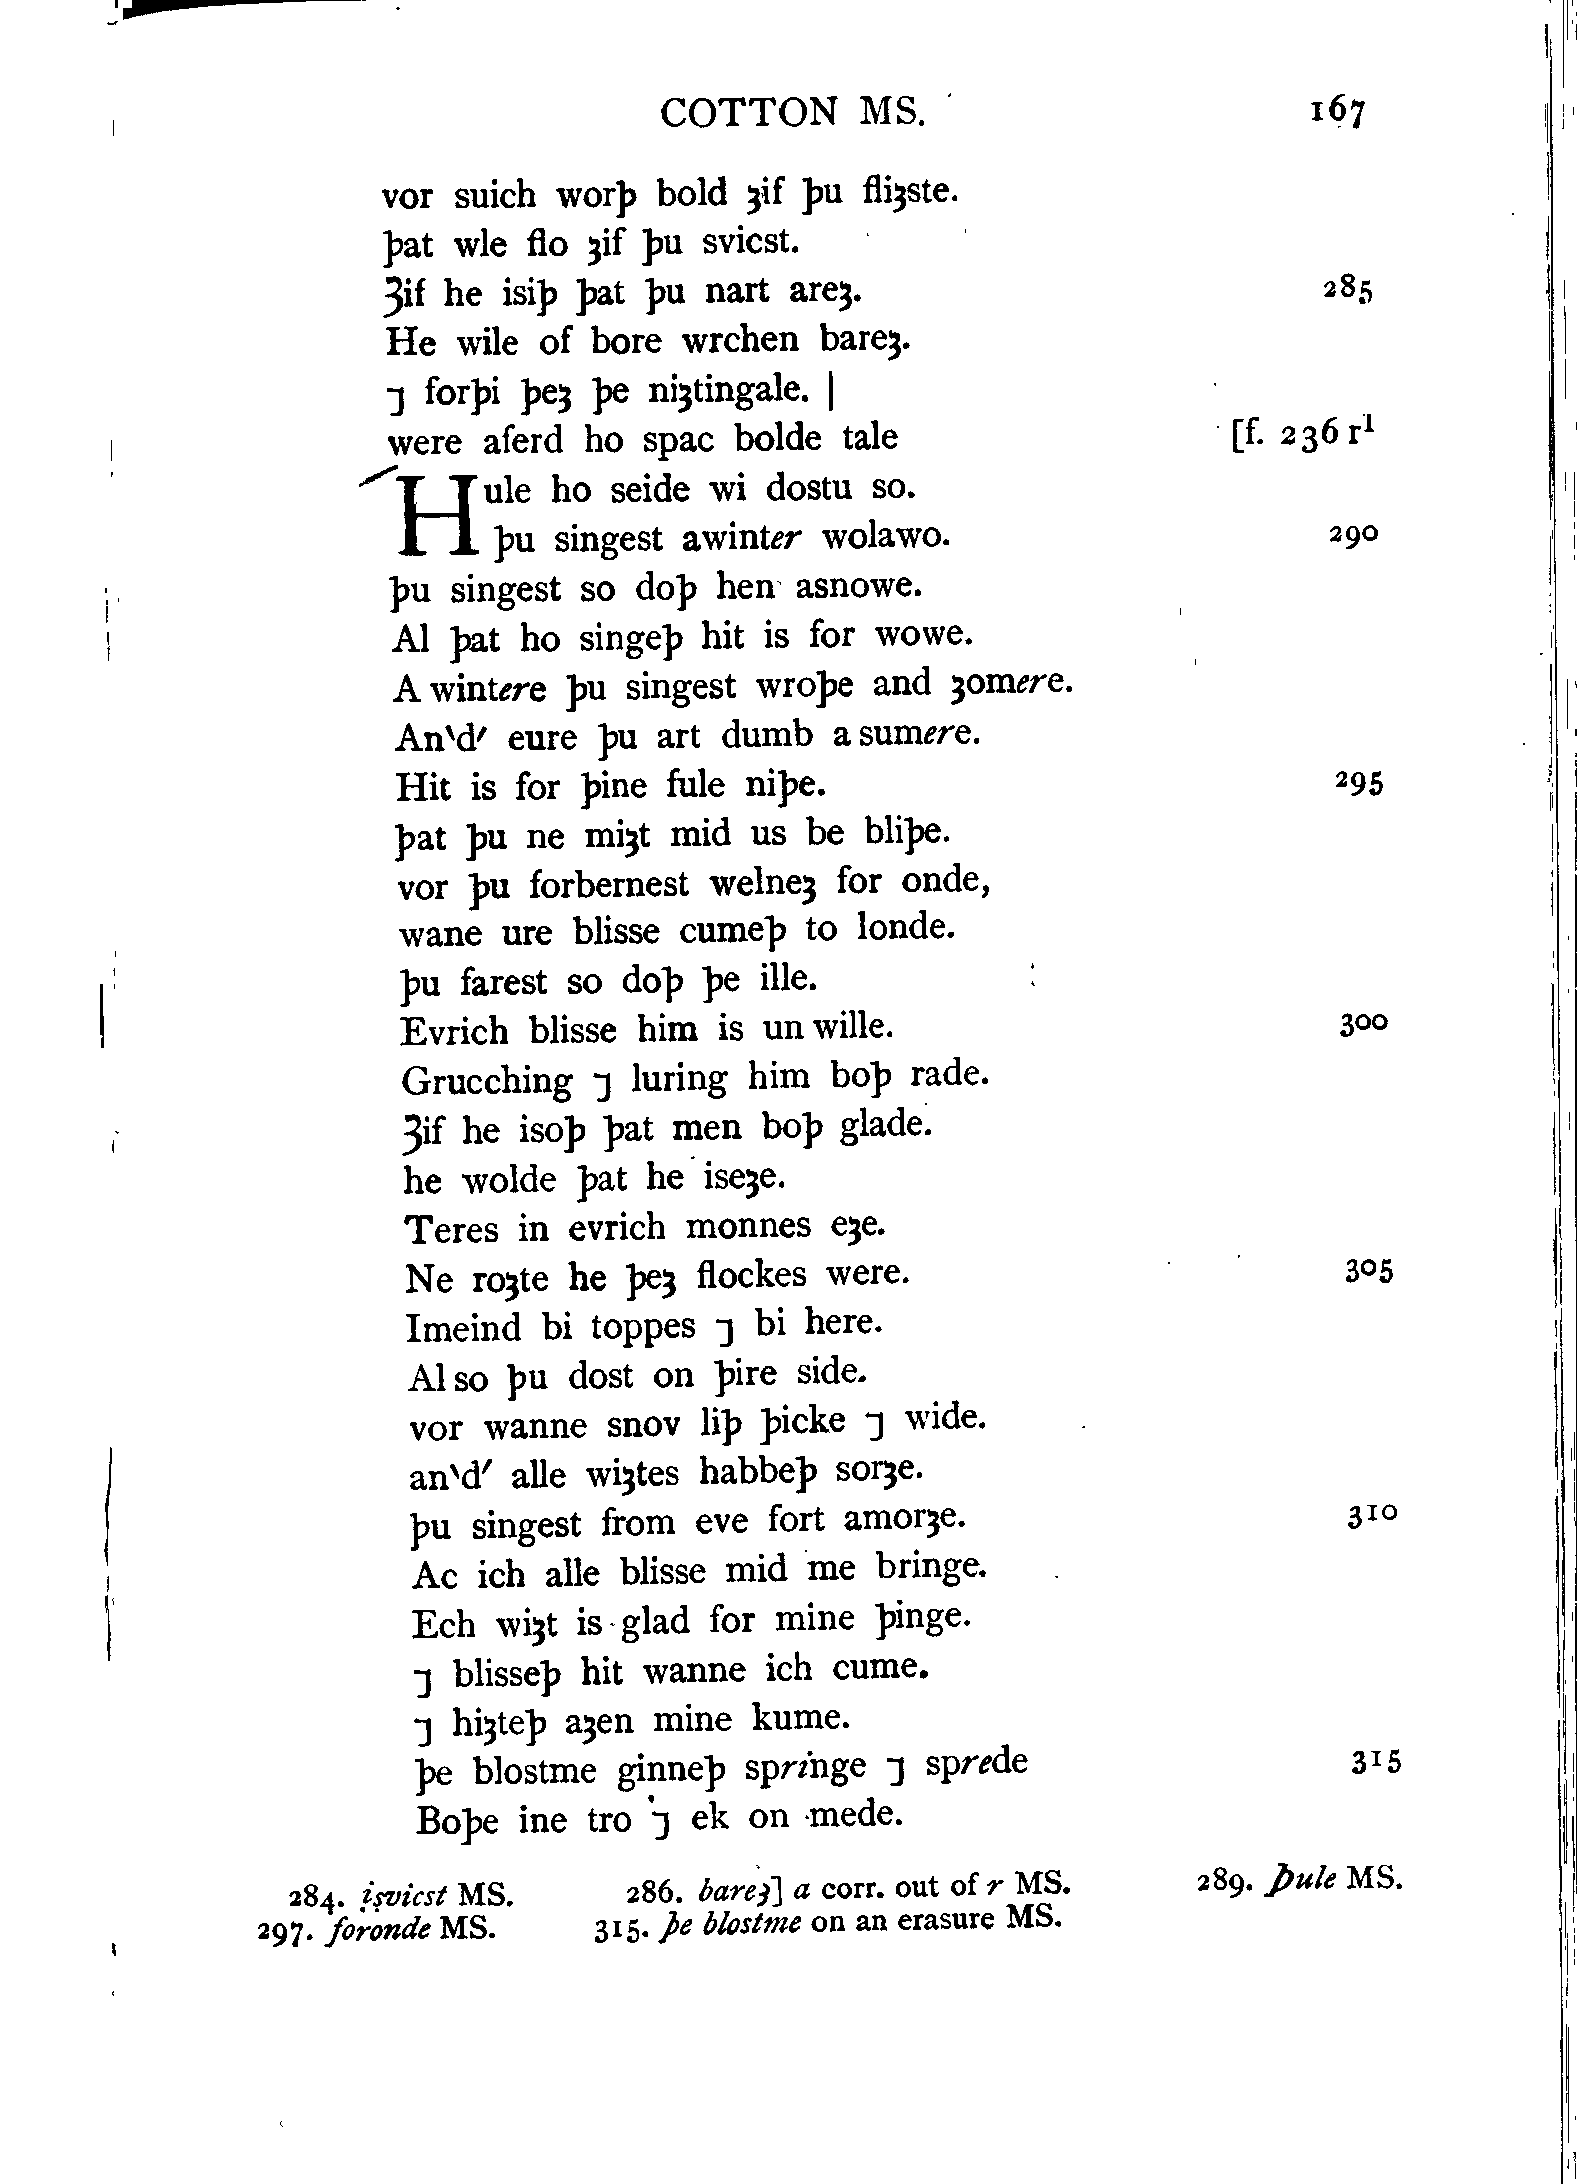 COTTON MS. 167
vor suich worþ bold ȝif þu fliȝste.
þat wle flo ȝif þu svicst.
Ȝif he isiþ þat þu nart areȝ. 285
He wile of bore wrchen bareȝ.
⁊ forþi þeȝ þe niȝtingale. |
were aferd ho spac bolde tale [f. 236 r¹
Hule ho seide wi dostu so.
þu singest awinter wolawo. 290
þu singest so doþ hen asnowe.
Al þat ho singeþ hit is for wowe.
A wintere þu singest wroþe and ȝomere.
An‵d′ eure þu art dumb a sumere.
Hit is for þine fule niþe. 295
þat þu ne miȝt mid us be bliþe.
vor þu forbernest welneȝ for onde,
wane ure blisse cumeþ to londe.
þu farest so doþ þe ille.
Evrich blisse him is un wille. 300
Grucching ⁊ luring him boþ rade.
Ȝif he isoþ þat men boþ glade.
he wolde þat he iseȝe.
Teres in evrich monnes eȝe.
Ne roȝte he þeȝ flockes were. 305
Imeind bi toppes ⁊ bi here.
Al so þu dost on þire side.
vor wanne snov liþ þicke ⁊ wide.
an‵d′ alle wiȝtes habbeþ sorȝe.
þu singest from eve fort amorȝe. 310
Ac ich alle blisse mid me bringe.
Ech wiȝt is glad for mine þinge.
⁊ blisseþ hit wanne ich cume.
⁊ hiȝteþ aȝen mine kume.
þe blostme ginneþ springe ⁊ sprede 315
Boþe ine tro ⁊ ek on mede.
284. ịṣvicst MS. 286. bareȝ] a corr. out of r MS. 289. Þule MS.
297. foronde MS. 315. þe blostme on an erasure MS.